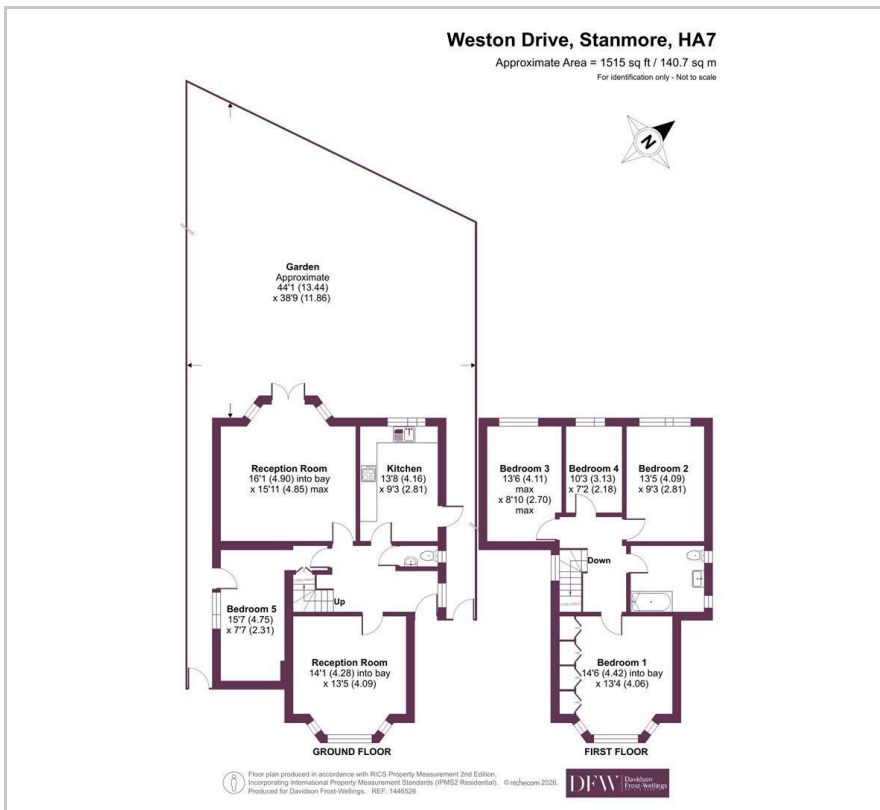 Weston Drive, Stanmore, HA7
Approximate Area = 1515 sq ft / 140.7 sq m
For identification only - Not to scale
N
Garden
Approximate
44'1 (13.44)
x 38'9 (11.86)
Reception Room
16'1 (4.90) into bay
x 15'11 (4.85) max
Kitchen
13'8 (4.16)
x 9'3 (2.81)
Bedroom 5
15'7 (4.75)
x 7'7 (2.31)
Up
Reception Room
14'1 (4.28) into bay
x 13'5 (4.09)
GROUND FLOOR
Bedroom 3
13'6 (4.11)
max
x 8'10 (2.70)
max
Bedroom 4
10'3 (3.13)
x 7'2 (2.18)
Bedroom 2
13'5 (4.09)
x 9'3 (2.81)
Down
Bedroom 1
14'6 (4.42) into bay
x 13'4 (4.06)
FIRST FLOOR
Floor plan produced in accordance with RICS Property Measurement 2nd Edition,
Incorporating International Property Measurement Standards (IPMS2 Residential). © ntchecom 2026.
Produced for Davidson Frost-Wellings. REF: 1446526
DFW
Davidson
Frost-Wellings